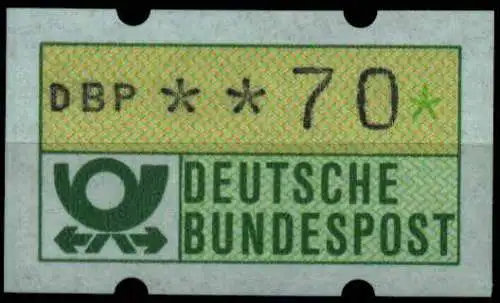 DBP **70*
DEUTSCHE
BUNDESPOST